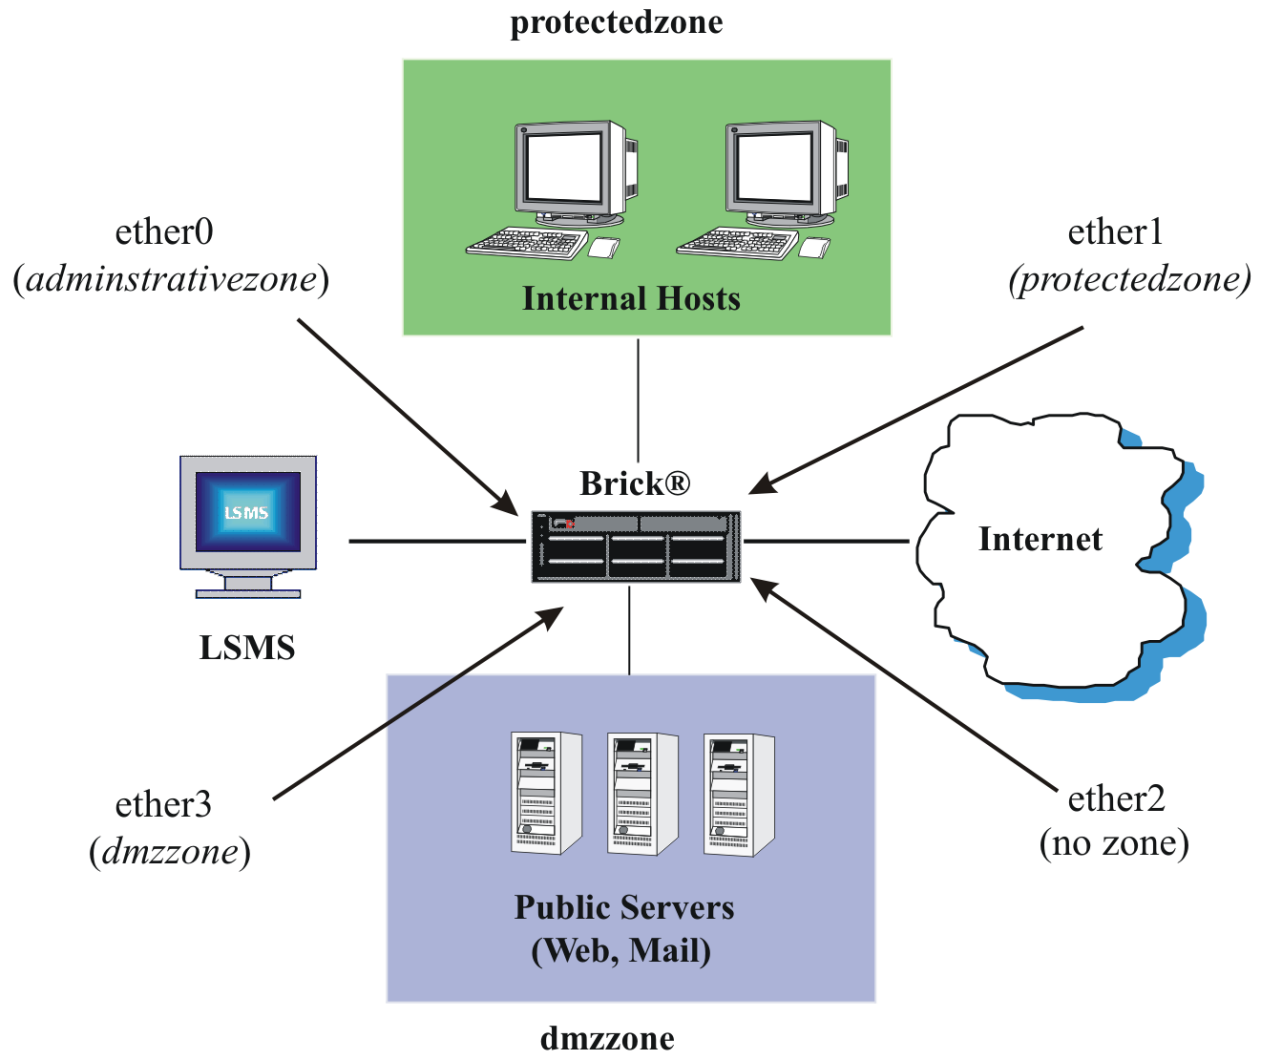 protectedzone
ether0
(adminstrativezone)
ether1
(protectedzone)
Internal Hosts
Brick®
LSMS
Internet
LSMS
ether3
(dmzzone)
ether2
(no zone)
Public Servers
(Web, Mail)
dmzzone